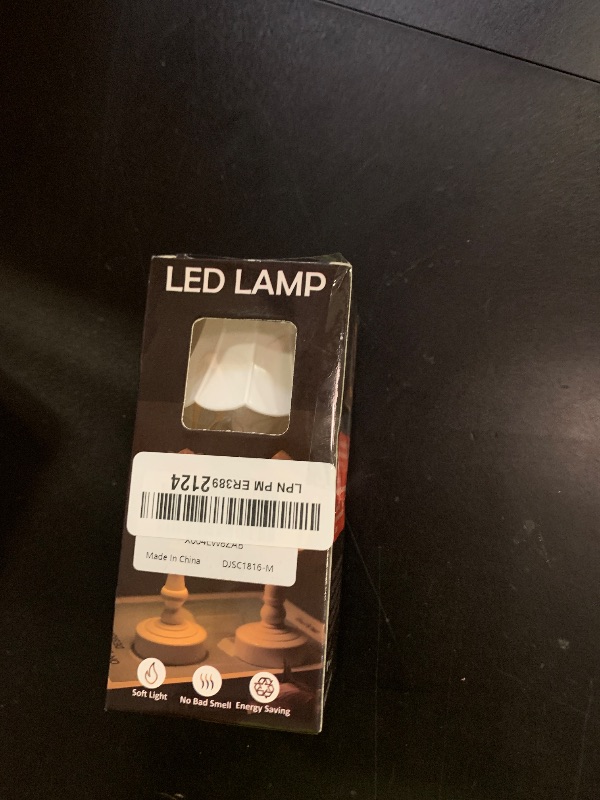 LED LAMP
LPN PM ER3892124
Made In China DJSC1816-M
Soft Light No Bad Smell Energy Saving